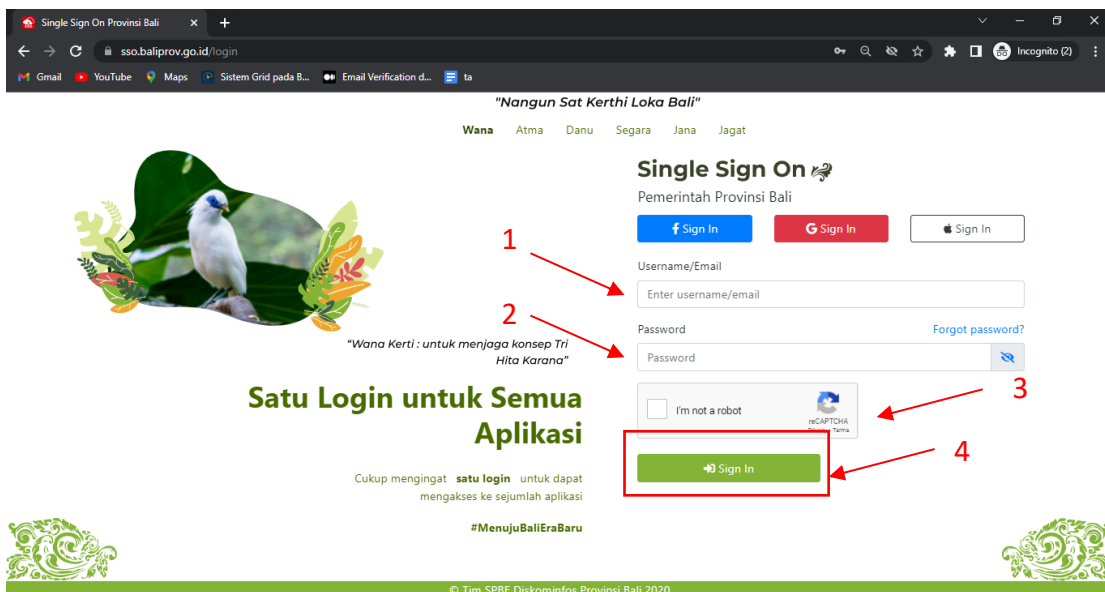 Single Sign On Provinsi Bali
sso.baliprov.go.id/login
Incognito (2)
Gmail YouTube Maps Sistem Grid pada B... Email Verification d... ta
"Nangun Sat Kerthi Loka Bali"
Wana Atma Danu Segara Jana Jagat
Single Sign On
Pemerintah Provinsi Bali
Sign In G Sign In Sign In
1
Username/Email
Enter username/email
2
Password Forgot password?
Password
"Wana Kerti : untuk menjaga konsep Tri
Hita Karana"
Satu Login untuk Semua
Aplikasi
I'm not a robot
reCAPTCHA
Privacy - Terms
3
Sign In
4
Cukup mengingat satu login untuk dapat
mengakses ke sejumlah aplikasi
#MenujuBaliEraBaru
© Tim SPBE Diskominfos Provinsi Bali 2020